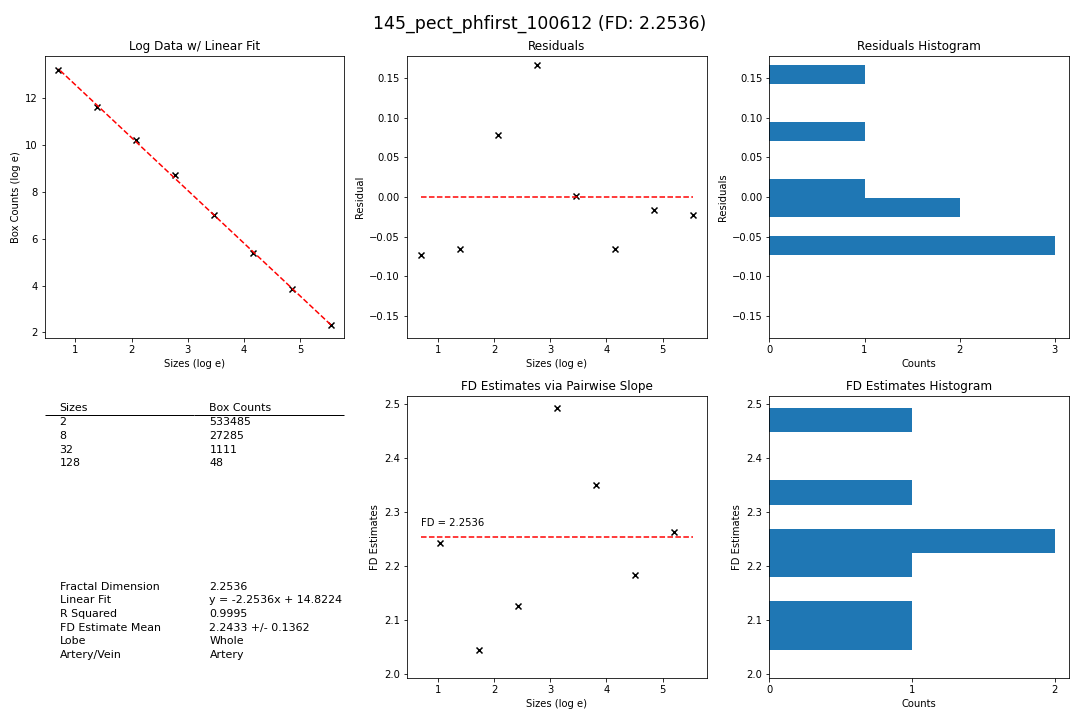 145_pect_phfirst_100612 (FD: 2.2536)
Log Data w/ Linear Fit
Box Counts (log e)
12
10
8
6
4
2
1 2 3 4 5
Sizes (log e)
Residuals
Residual
0.15
0.10
0.05
0.00
−0.05
−0.10
−0.15
1 2 3 4 5
Sizes (log e)
Residuals Histogram
Residuals
0.15
0.10
0.05
0.00
−0.05
−0.10
−0.15
0 1 2 3
Counts
Sizes Box Counts
2 533485
8 27285
32 1111
128 48
Fractal Dimension 2.2536
Linear Fit y = -2.2536x + 14.8224
R Squared 0.9995
FD Estimate Mean 2.2433 +/- 0.1362
Lobe Whole
Artery/Vein Artery
FD Estimates via Pairwise Slope
FD Estimates
2.5
2.4
2.3
2.2
2.1
2.0
FD = 2.2536
1 2 3 4 5
Sizes (log e)
FD Estimates Histogram
FD Estimates
2.5
2.4
2.3
2.2
2.1
2.0
0 1 2
Counts